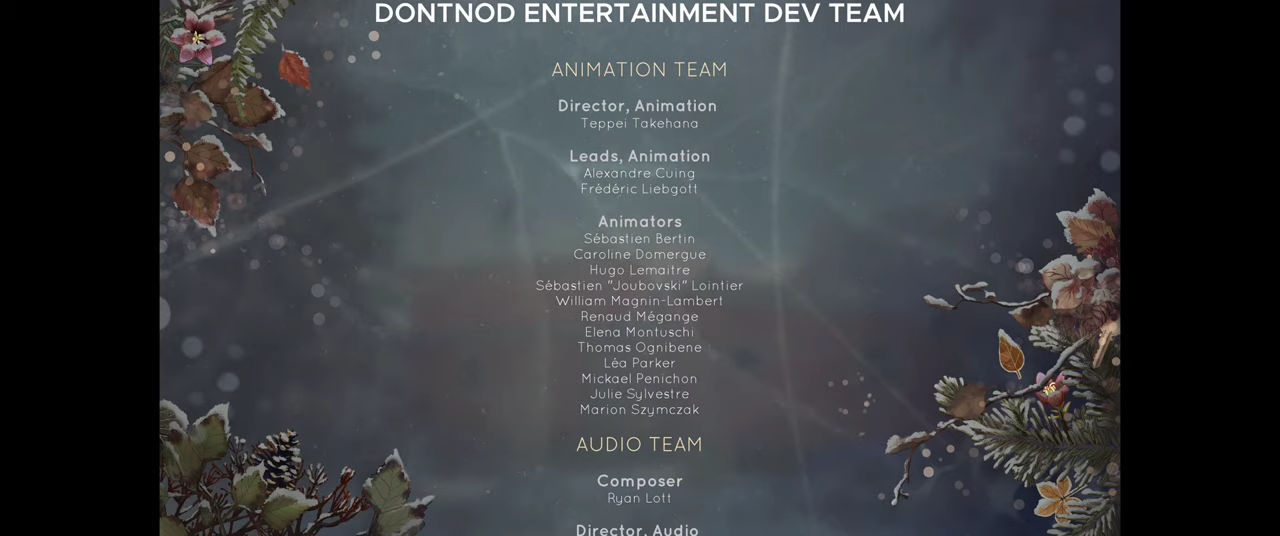 DONTNOD ENTERTAINMENT DEV TEAM
ANIMATION TEAM
Director, Animation
Teppei Takehana
Leads, Animation
Alexandre Cuing
Frédéric Liebgott
Animators
Sébastien Bertin
Caroline Domergue
Hugo Lemaitre
Sébastien "Joubovski" Lointier
William Magnin-Lambert
Renaud Mégange
Elena Montuschi
Thomas Ognibene
Léa Parker
Mickael Penichon
Julie Sylvestre
Marion Szymczak
AUDIO TEAM
Composer
Ryan Lott
Director, Audio